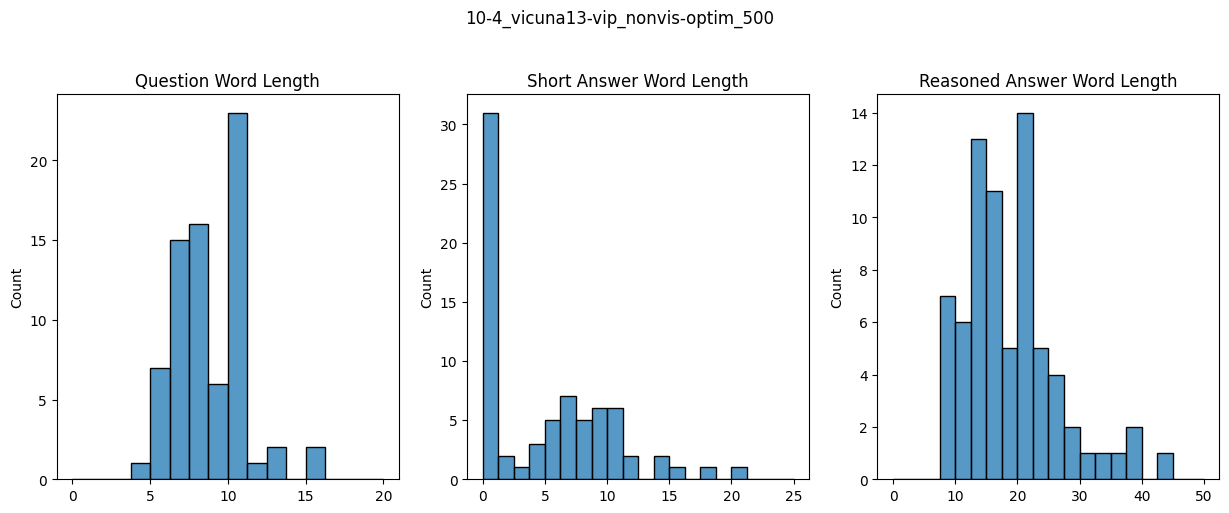 10-4_vicuna13-vip_nonvis-optim_500
Question Word Length
Count
20
15
10
5
0
0 5 10 15 20
Short Answer Word Length
Count
30
25
20
15
10
5
0
0 5 10 15 20 25
Reasoned Answer Word Length
Count
14
12
10
8
6
4
2
0
0 10 20 30 40 50